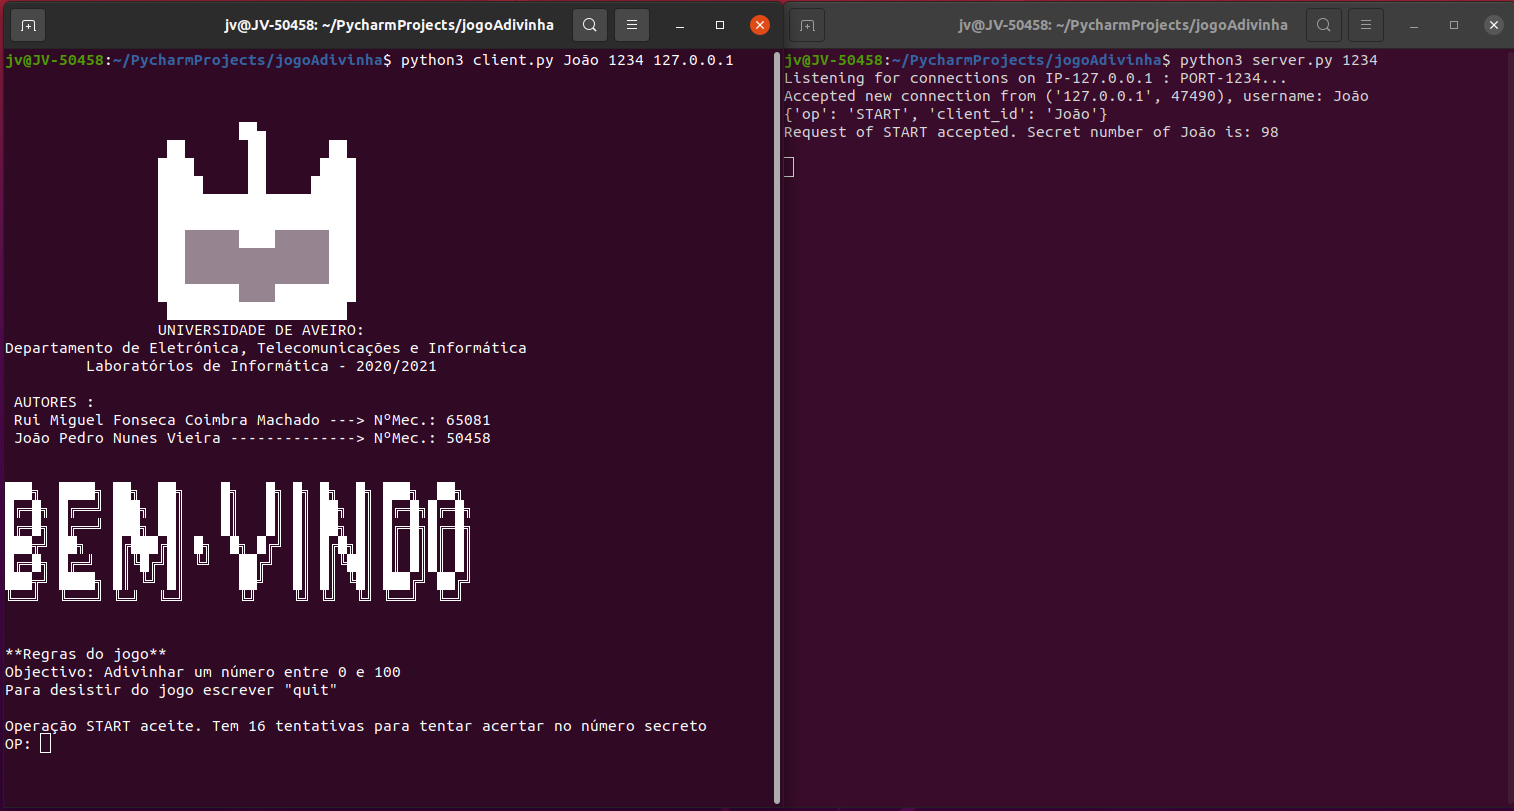 jv@JV-50458: ~/PycharmProjects/jogoAdivinha
jv@JV-50458:~/PycharmProjects/jogoAdivinha$ python3 client.py João 1234 127.0.0.1
UNIVERSIDADE DE AVEIRO:
Departamento de Eletrónica, Telecomunicações e Informática
Laboratórios de Informática - 2020/2021
AUTORES :
Rui Miguel Fonseca Coimbra Machado ---> NºMec.: 65081
João Pedro Nunes Vieira --------------> NºMec.: 50458
BEM-VINDO
**Regras do jogo**
Objectivo: Adivinhar um número entre 0 e 100
Para desistir do jogo escrever "quit"
Operação START aceite. Tem 16 tentativas para tentar acertar no número secreto
OP:
jv@JV-50458: ~/PycharmProjects/jogoAdivinha
jv@JV-50458:~/PycharmProjects/jogoAdivinha$ python3 server.py 1234
Listening for connections on IP-127.0.0.1 : PORT-1234...
Accepted new connection from ('127.0.0.1', 47490), username: João
{'op': 'START', 'client_id': 'João'}
Request of START accepted. Secret number of João is: 98